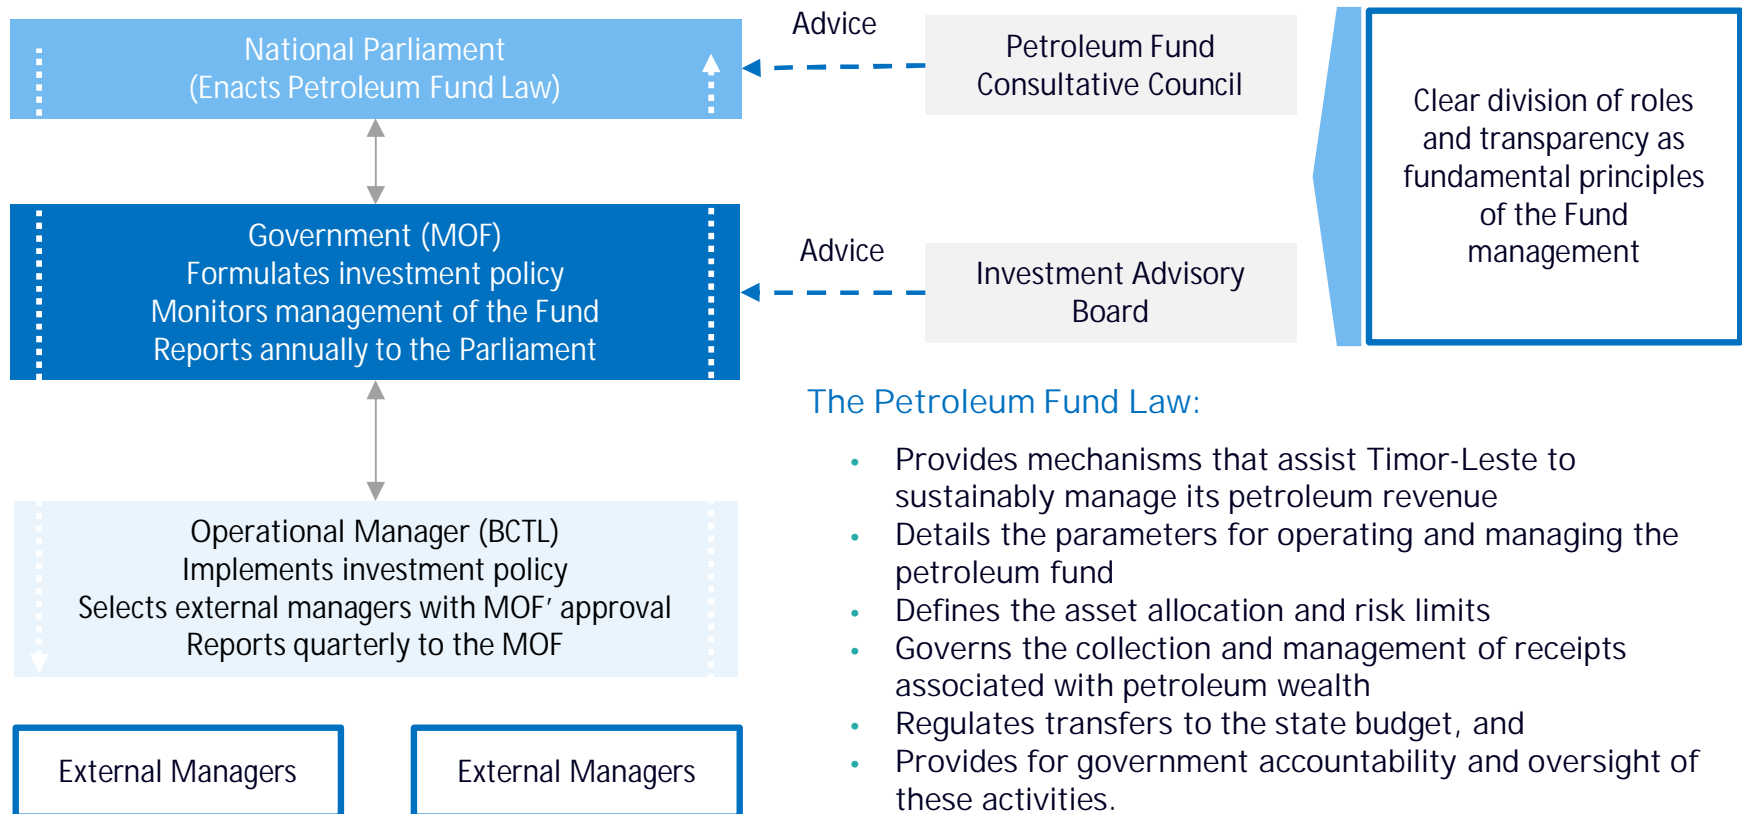 National Parliament
(Enacts Petroleum Fund Law)
Advice
Petroleum Fund
Consultative Council
Clear division of roles
and transparency as
fundamental principles
of the Fund
management
Government (MOF)
Formulates investment policy
Monitors management of the Fund
Reports annually to the Parliament
Advice
Investment Advisory
Board
Operational Manager (BCTL)
Implements investment policy
Selects external managers with MOF’ approval
Reports quarterly to the MOF
External Managers
External Managers
The Petroleum Fund Law:
• Provides mechanisms that assist Timor-Leste to
sustainably manage its petroleum revenue
• Details the parameters for operating and managing the
petroleum fund
• Defines the asset allocation and risk limits
• Governs the collection and management of receipts
associated with petroleum wealth
• Regulates transfers to the state budget, and
• Provides for government accountability and oversight of
these activities.